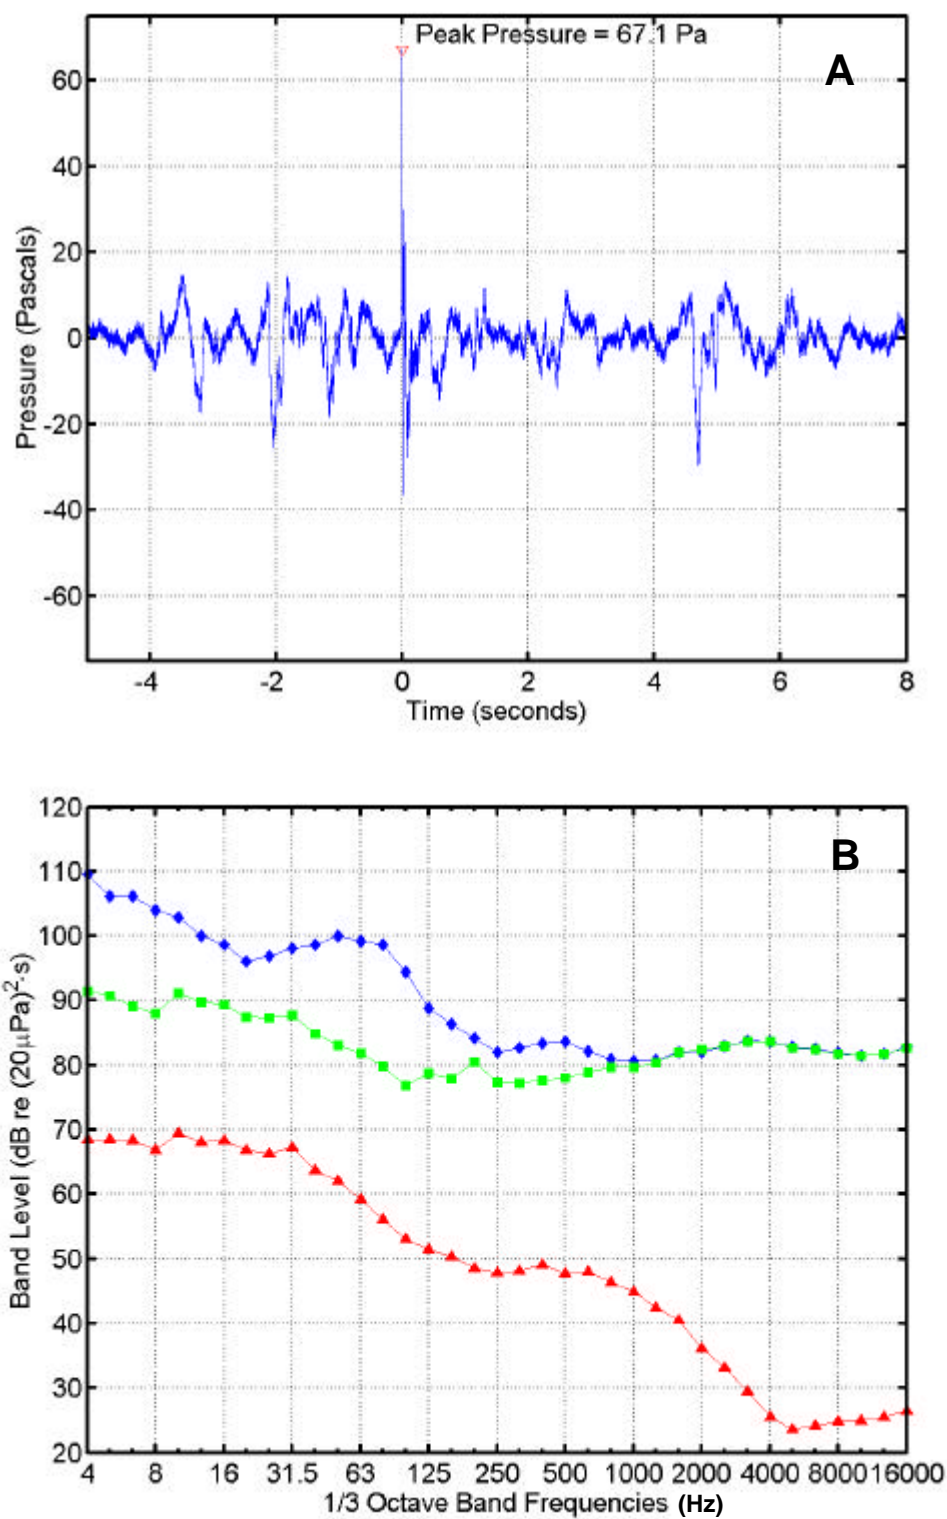 Peak Pressure = 67.1 Pa
A
60
40
20
0
-20
-40
-60
Pressure (Pascals)
-4 -2 0 2 4 6 8
Time (seconds)
B
120
110
100
90
80
70
60
50
40
30
20
Band Level (dB re (20μPa)²·s)
4 8 16 31.5 63 125 250 500 1000 2000 4000 8000 16000
1/3 Octave Band Frequencies (Hz)